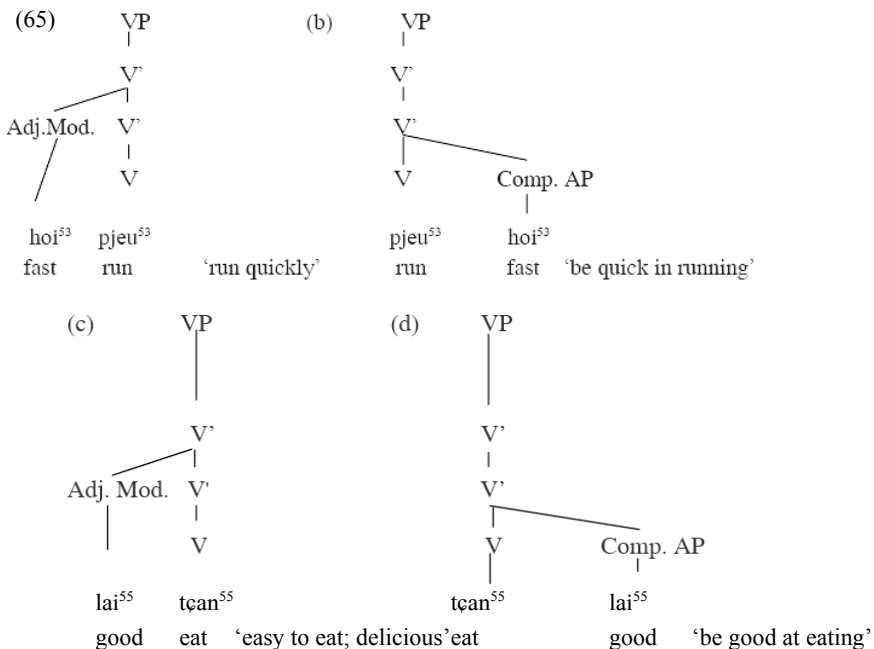 (65) VP (b) VP
V’ V’
Adj.Mod. V’ V’
V V Comp. AP
hoi⁵³ pjeu⁵³ pjeu⁵³ hoi⁵³
fast run ‘run quickly’ run fast ‘be quick in running’
(c) VP (d) VP
V’ V’
Adj. Mod. V' V’
V V Comp. AP
lai⁵⁵ tɕan⁵⁵ tɕan⁵⁵ lai⁵⁵
good eat ‘easy to eat; delicious’eat good ‘be good at eating’